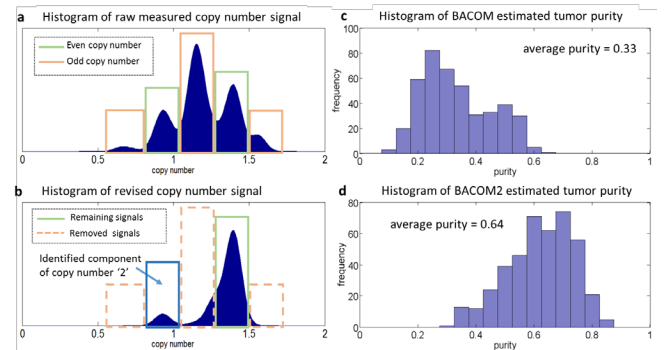 a Histogram of raw measured copy number signal
Even copy number
Odd copy number
0 0.5 1 1.5 2
copy number
b Histogram of revised copy number signal
Remaining signals
Removed signals
Identified component
of copy number ‘2’
0 0.5 1 1.5 2
copy number
c Histogram of BACOM estimated tumor purity
average purity = 0.33
frequency
100
80
60
40
20
0
0 0.2 0.4 0.6 0.8 1
purity
d Histogram of BACOM2 estimated tumor purity
average purity = 0.64
frequency
80
60
40
20
0
0 0.2 0.4 0.6 0.8 1
purity